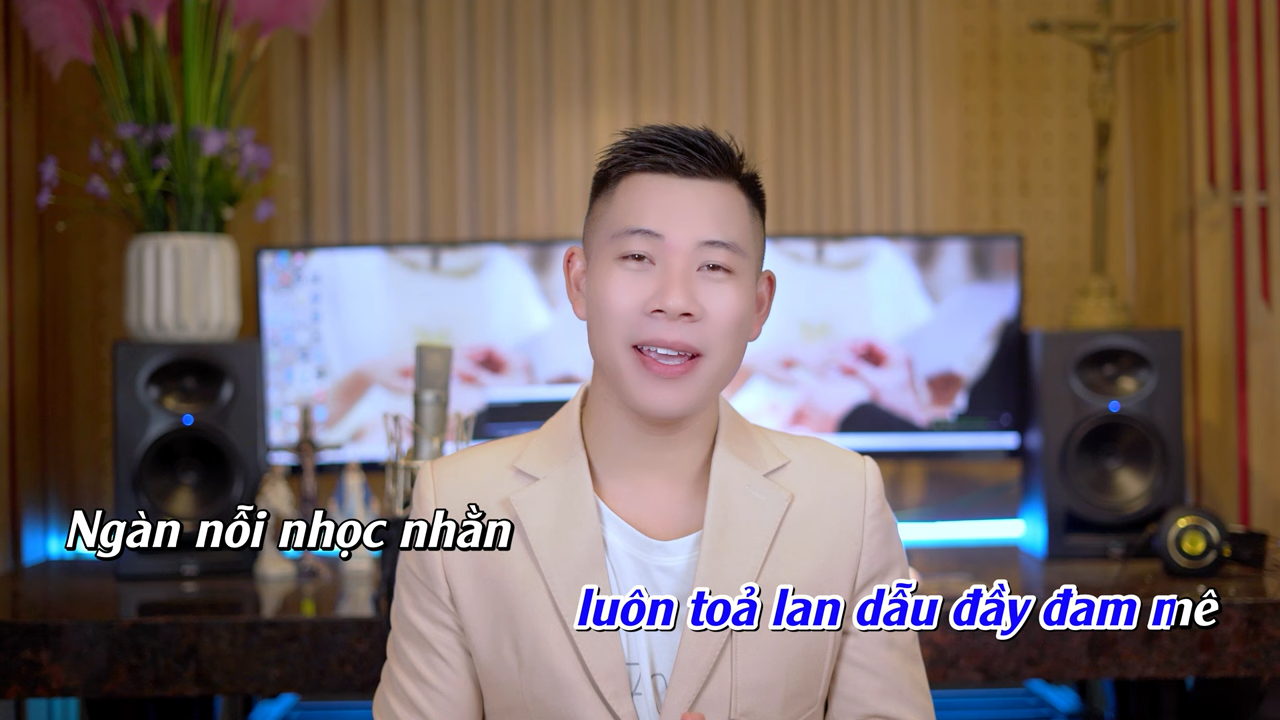 Ngàn nỗi nhọc nhằn
luôn toả lan dẫu đầy đam mê